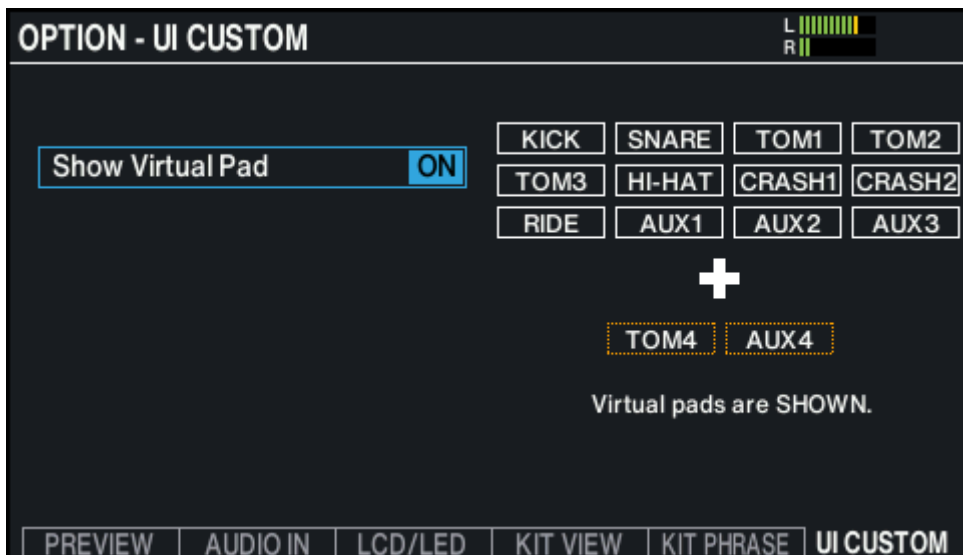 OPTION - UI CUSTOM
L
R
Show Virtual Pad ON
KICK SNARE TOM1 TOM2
TOM3 HI-HAT CRASH1 CRASH2
RIDE AUX1 AUX2 AUX3
TOM4 AUX4
Virtual pads are SHOWN.
PREVIEW AUDIO IN LCD/LED KIT VIEW KIT PHRASE UI CUSTOM